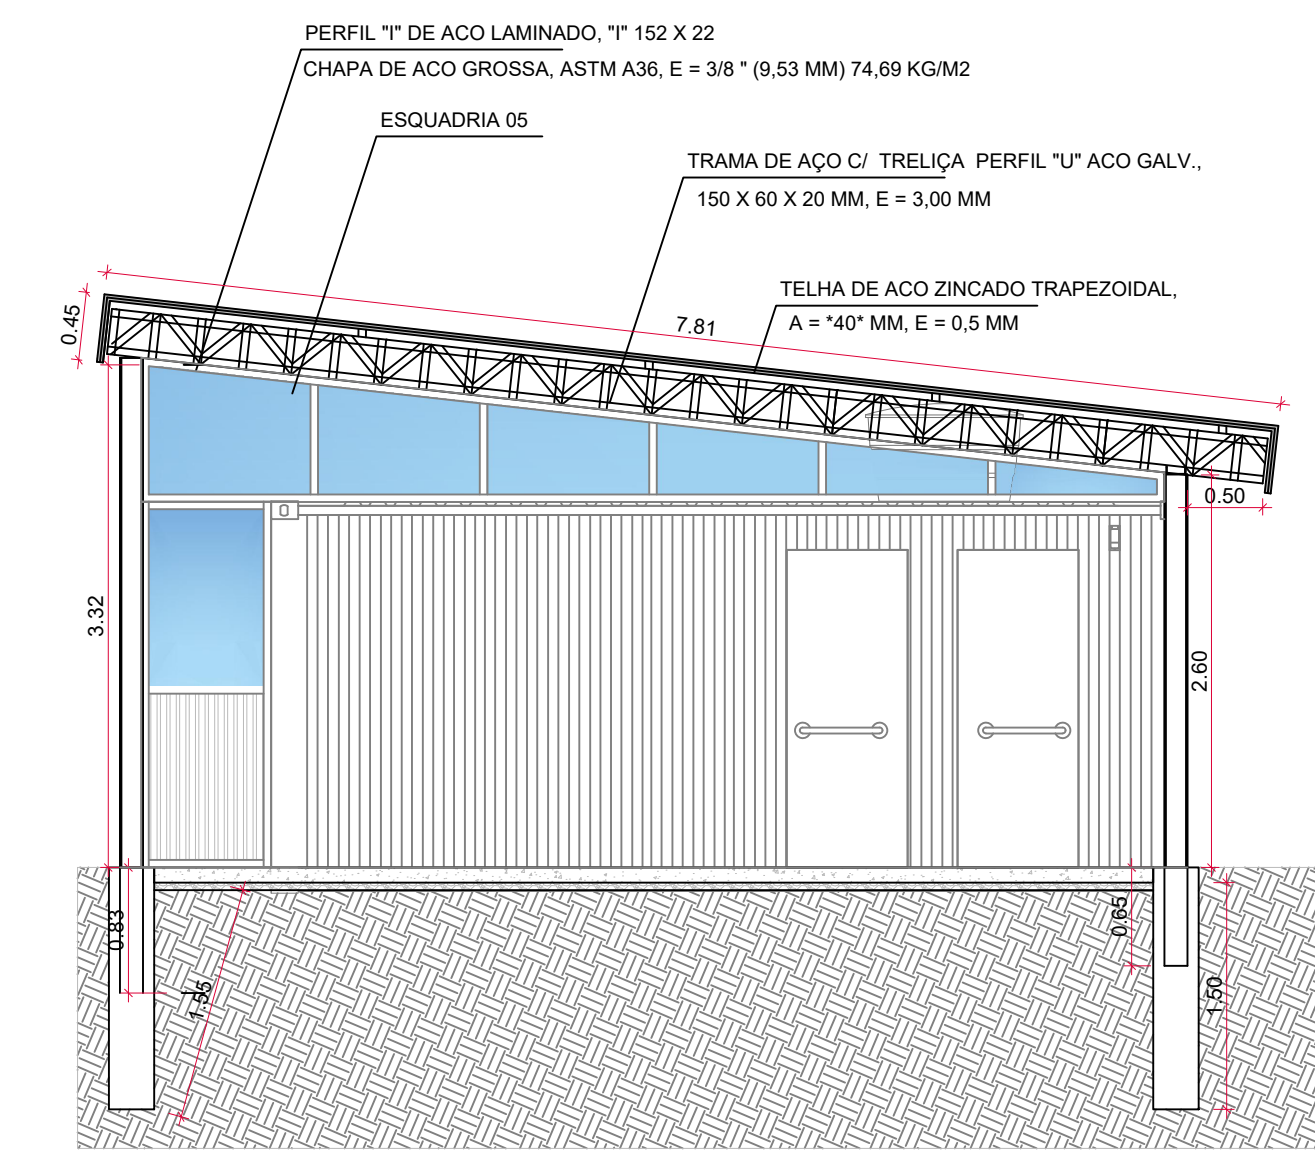 PERFIL "I" DE ACO LAMINADO, "I" 152 X 22
CHAPA DE ACO GROSSA, ASTM A36, E = 3/8 " (9,53 MM) 74,69 KG/M2
ESQUADRIA 05
TRAMA DE AÇO C/ TRELIÇA PERFIL "U" ACO GALV.,
150 X 60 X 20 MM, E = 3,00 MM
TELHA DE ACO ZINCADO TRAPEZOIDAL,
A = *40* MM, E = 0,5 MM
0.45
7.81
0.50
3.32
2.60
0.83
0.65
1.55
1.50